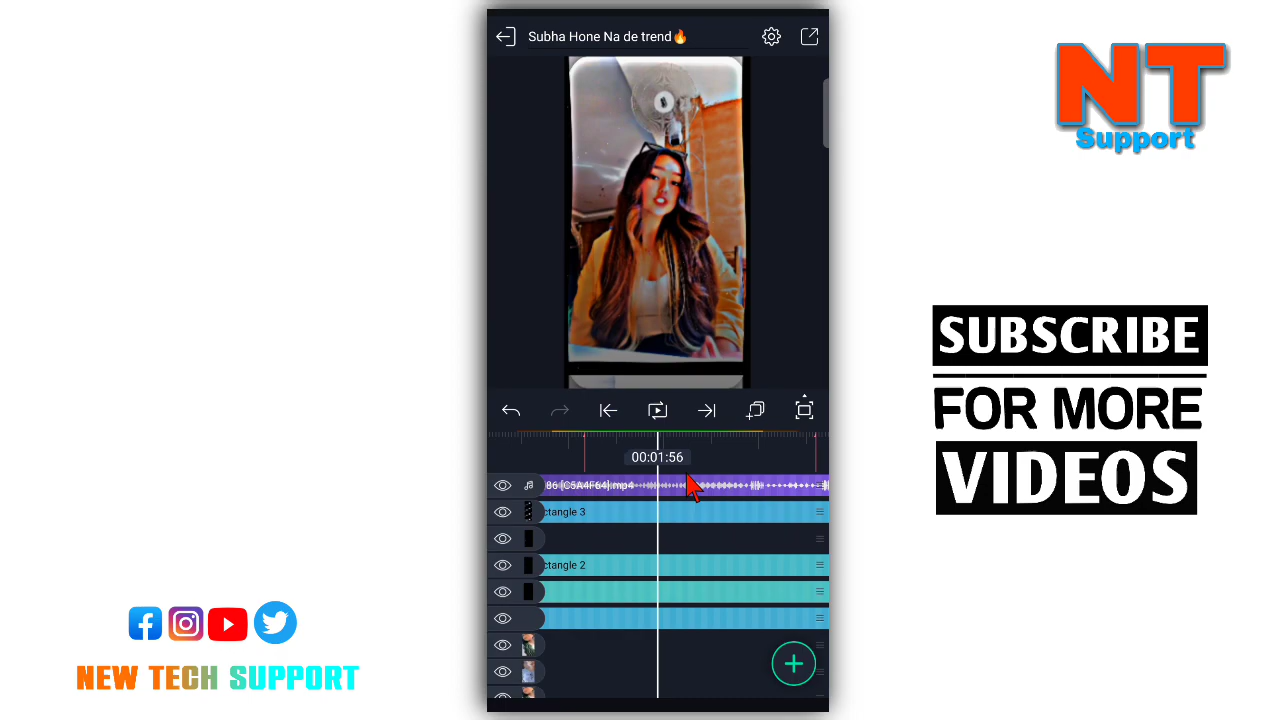 Subha Hone Na de trend🔥
NT
Support
SUBSCRIBE
FOR MORE
VIDEOS
00:01:56
86 [C5A4F64].mp4
ctangle 3
ctangle 2
NEW TECH SUPPORT